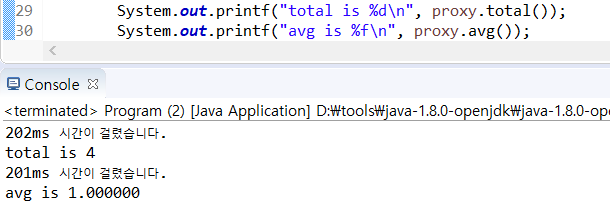 29 System.out.printf("total is %d\n", proxy.total());
30 System.out.printf("avg is %f\n", proxy.avg());
Console
<terminated> Program (2) [Java Application] D:₩tools₩java-1.8.0-openjdk₩java-1.8.0-ope
202ms 시간이 걸렸습니다.
total is 4
201ms 시간이 걸렸습니다.
avg is 1.000000